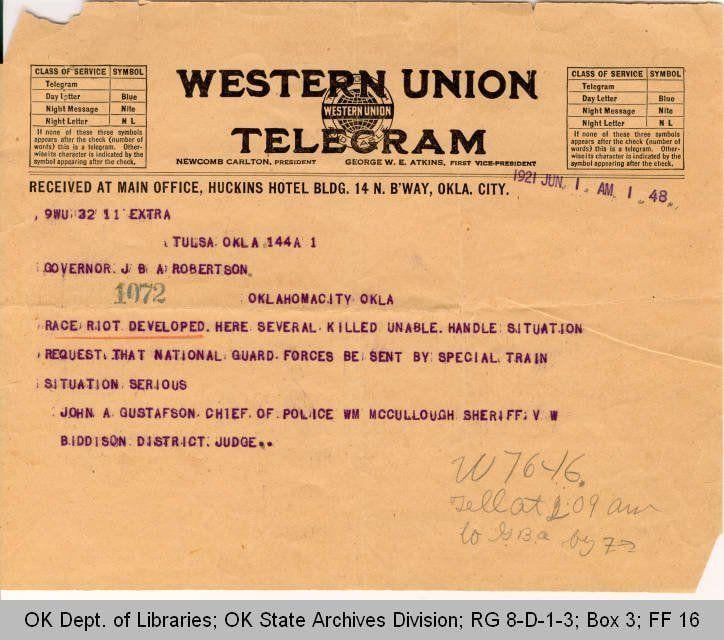 CLASS OF SERVICE SYMBOL
Telegram
Day Letter Blue
Night Message Nite
Night Letter N L
If none of these three symbols
appears after the check (number of
words) this is a telegram. Other-
wise its character is indicated by the
symbol appearing after the check.
WESTERN UNION
WESTERN UNION
TELEGRAM
NEWCOMB CARLTON, PRESIDENT GEORGE W. E. ATKINS, FIRST VICE-PRESIDENT
CLASS OF SERVICE SYMBOL
Telegram
Day Letter Blue
Night Message Nite
Night Letter N L
If none of these three symbols
appears after the check (number of
words) this is a telegram. Other-
wise its character is indicated by the
symbol appearing after the check.
RECEIVED AT MAIN OFFICE, HUCKINS HOTEL BLDG. 14 N. B'WAY, OKLA. CITY.
1921 JUN 1 AM 1 48
9WU 32 11 EXTRA
TULSA OKLA 144A 1
GOVERNOR J B A ROBERTSON
1072 OKLAHOMACITY OKLA
RACE RIOT DEVELOPED HERE SEVERAL KILLED UNABLE HANDLE SITUATION
REQUEST THAT NATIONAL GUARD FORCES BE SENT BY SPECIAL TRAIN
SITUATION SERIOUS
JOHN A GUSTAFSON CHIEF OF POLICE WM MCCULLOUGH SHERIFF V W
BIDDISON DISTRICT JUDGE..
W 7646.
at 2 09 am
to by
OK Dept. of Libraries; OK State Archives Division; RG 8-D-1-3; Box 3; FF 16